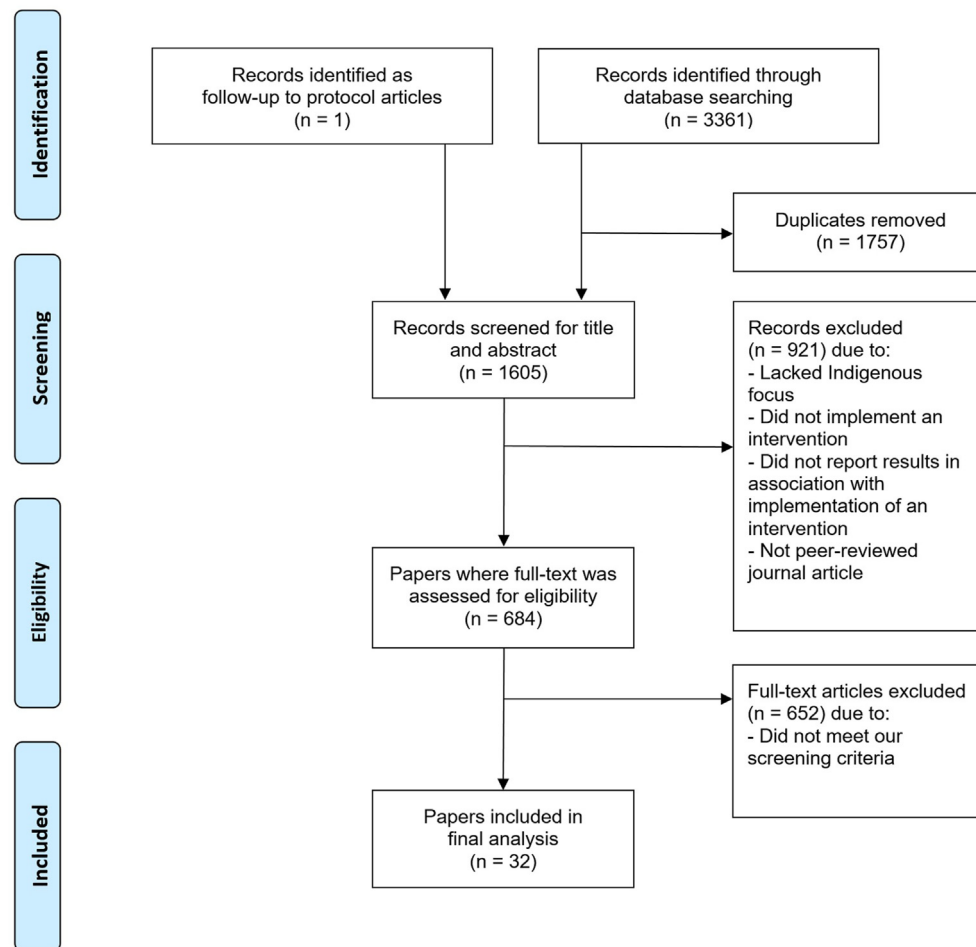 Identification
Records identified as
follow-up to protocol articles
(n = 1)
Records identified through
database searching
(n = 3361)
Duplicates removed
(n = 1757)
Screening
Records screened for title
and abstract
(n = 1605)
Records excluded
(n = 921) due to:
- Lacked Indigenous
focus
- Did not implement an
intervention
- Did not report results in
association with
implementation of an
intervention
- Not peer-reviewed
journal article
Eligibility
Papers where full-text was
assessed for eligibility
(n = 684)
Full-text articles excluded
(n = 652) due to:
- Did not meet our
screening criteria
Included
Papers included in
final analysis
(n = 32)